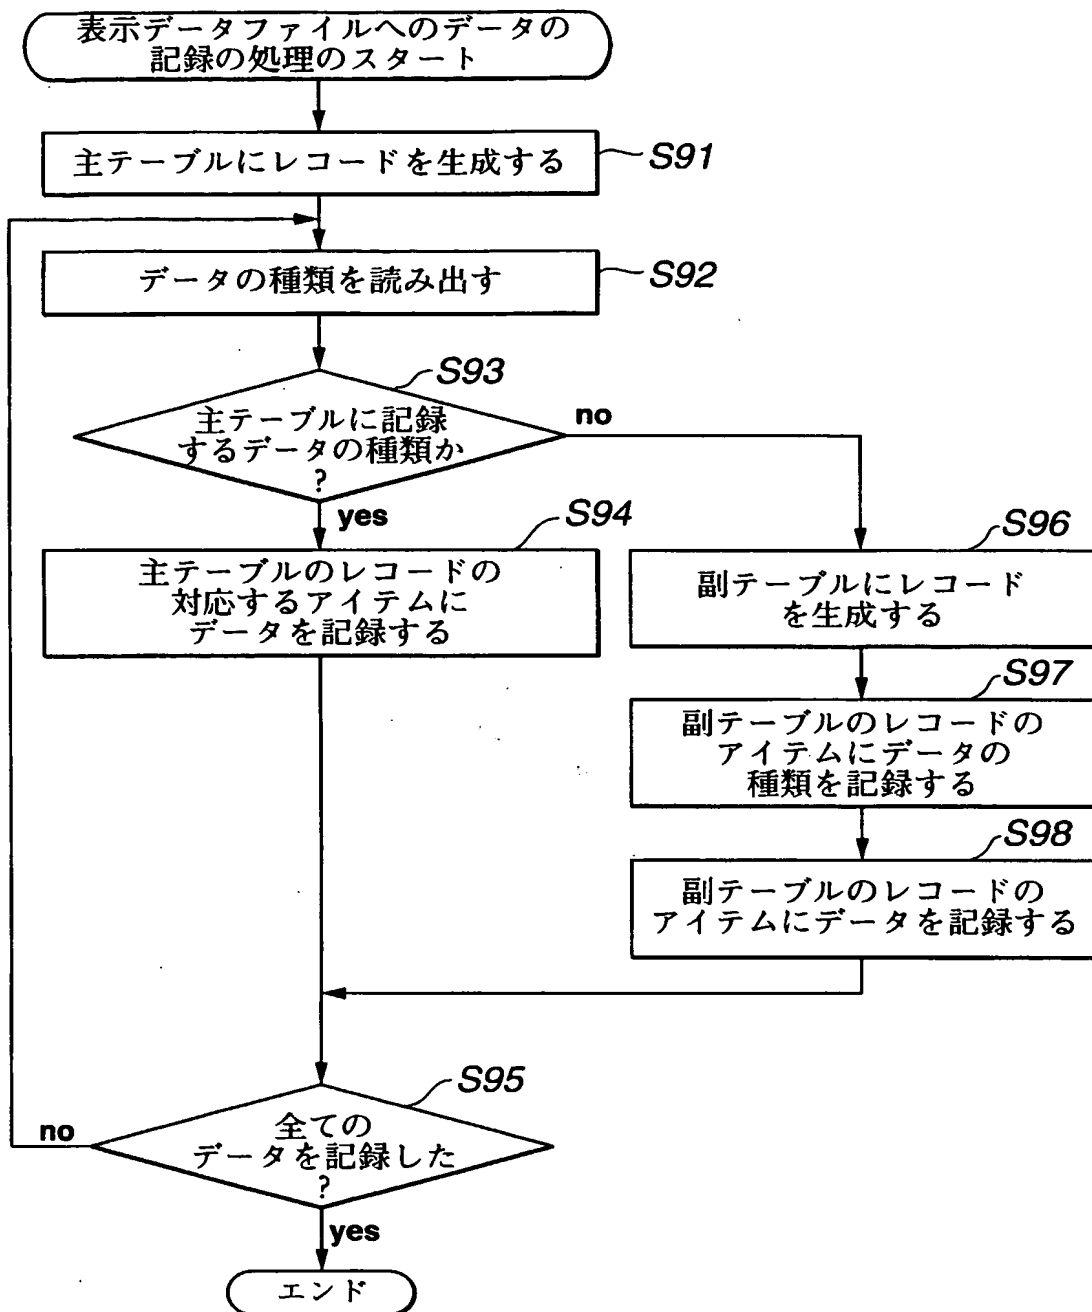 表示データファイルへのデータの
記録の処理のスタート
主テーブルにレコードを生成する
S91
データの種類を読み出す
S92
S93
主テーブルに記録
するデータの種類か
?
no
yes
S94
主テーブルのレコードの
対応するアイテムに
データを記録する
S96
副テーブルにレコード
を生成する
S97
副テーブルのレコードの
アイテムにデータの
種類を記録する
S98
副テーブルのレコードの
アイテムにデータを記録する
S95
全ての
データを記録した
?
no
yes
エンド